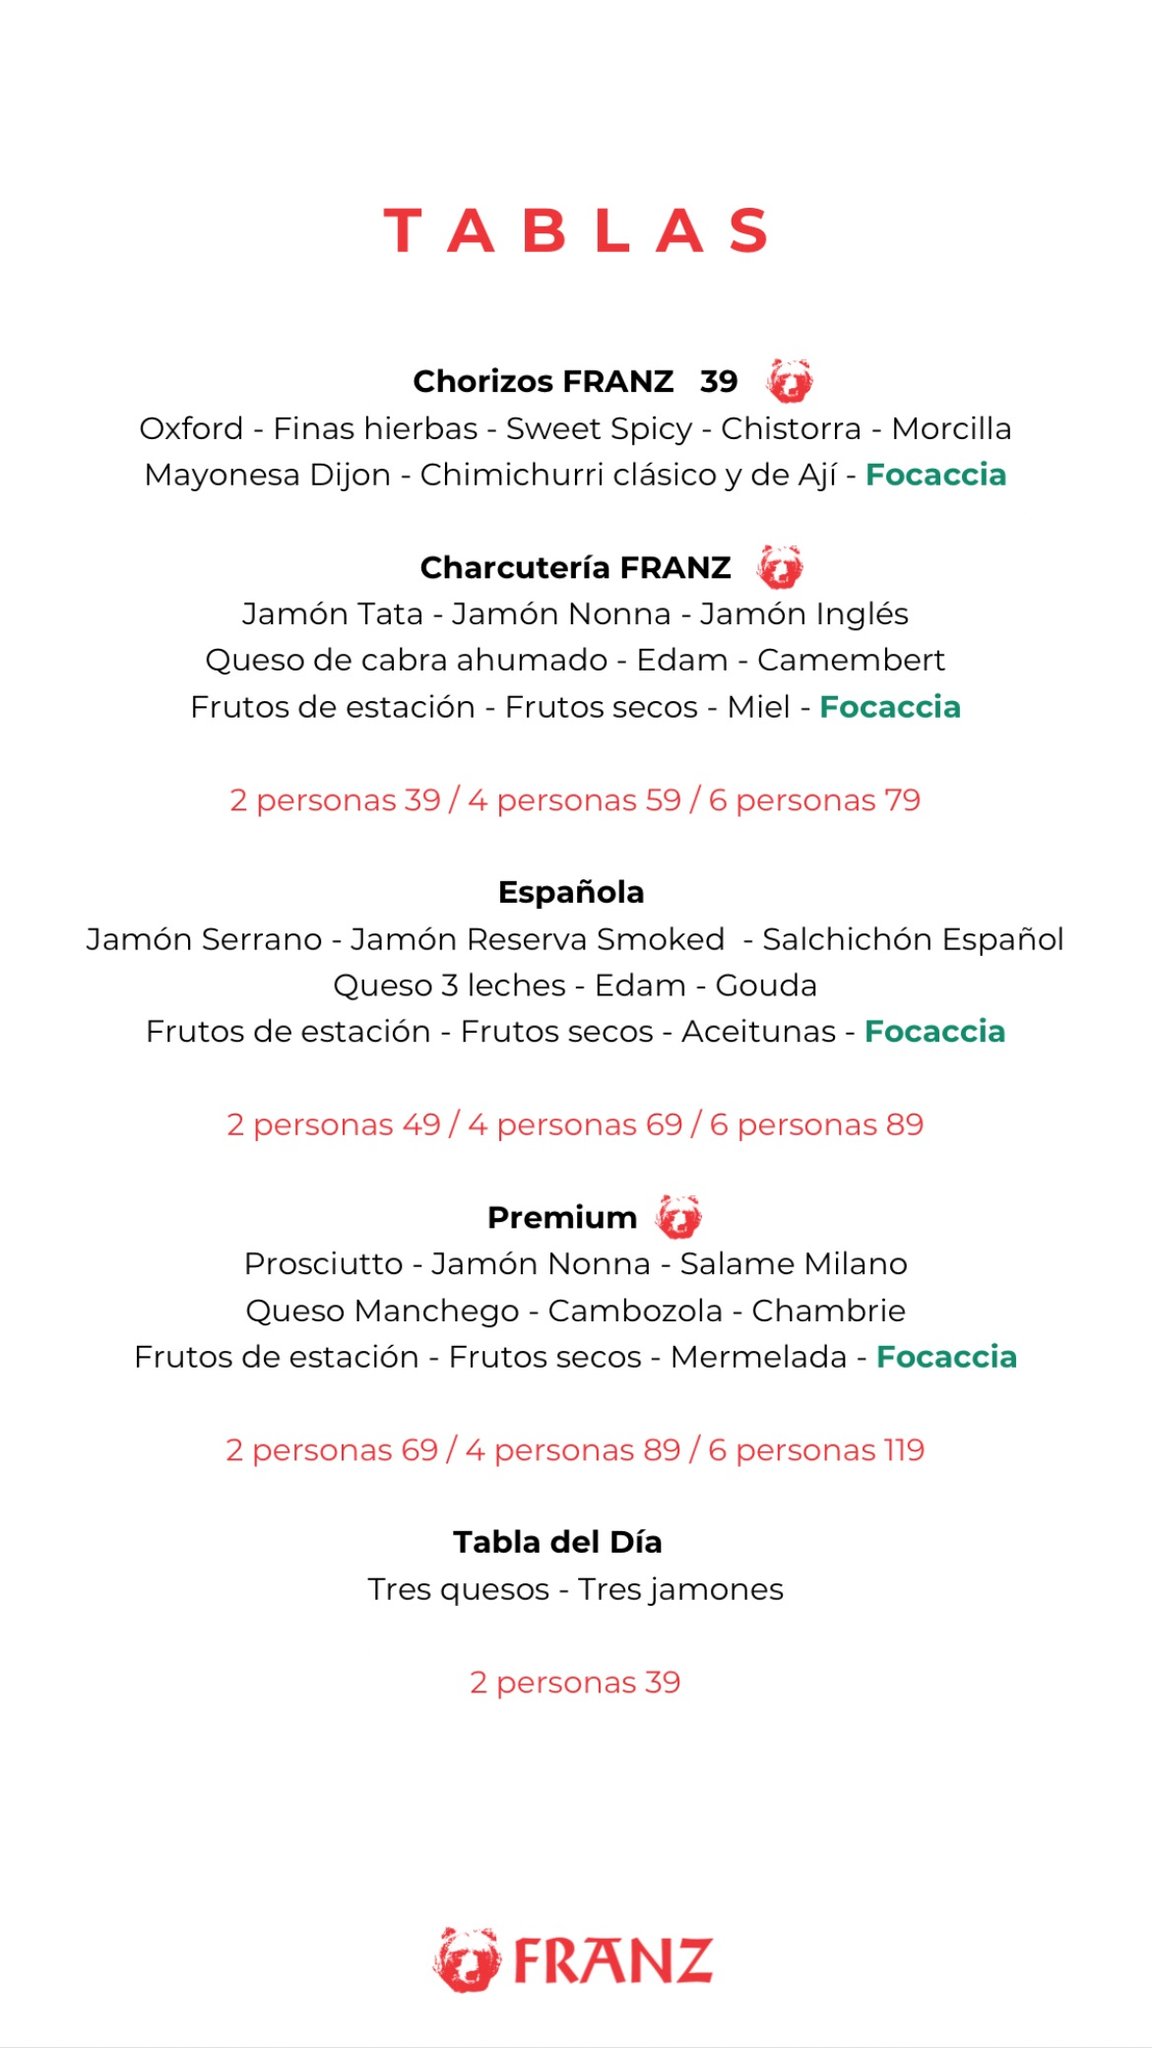 TABLAS
Chorizos FRANZ 39
Oxford - Finas hierbas - Sweet Spicy - Chistorra - Morcilla
Mayonesa Dijon - Chimichurri clásico y de Ají - Focaccia
Charcutería FRANZ
Jamón Tata - Jamón Nonna - Jamón Inglés
Queso de cabra ahumado - Edam - Camembert
Frutos de estación - Frutos secos - Miel - Focaccia
2 personas 39 / 4 personas 59 / 6 personas 79
Española
Jamón Serrano - Jamón Reserva Smoked - Salchichón Español
Queso 3 leches - Edam - Gouda
Frutos de estación - Frutos secos - Aceitunas - Focaccia
2 personas 49 / 4 personas 69 / 6 personas 89
Premium
Prosciutto - Jamón Nonna - Salame Milano
Queso Manchego - Cambozola - Chambrie
Frutos de estación - Frutos secos - Mermelada - Focaccia
2 personas 69 / 4 personas 89 / 6 personas 119
Tabla del Día
Tres quesos - Tres jamones
2 personas 39
FRANZ